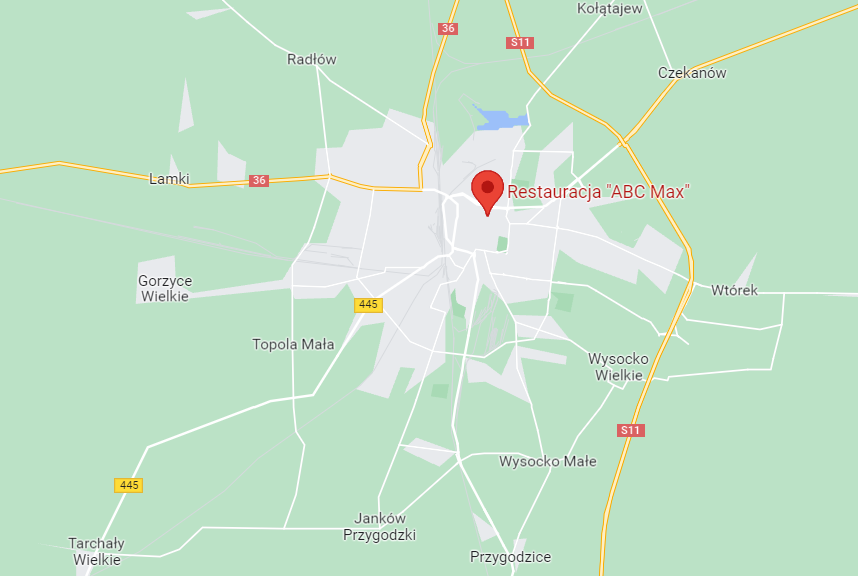 Kołątajew
36
S11
Radłów
Czekanów
Lamki
36
Restauracja "ABC Max"
Gorzyce
Wielkie
Wtórek
445
Topola Mała
Wysocko
Wielkie
S11
Wysocko Małe
445
Janków
Przygodzki
Tarchały
Wielkie
Przygodzice